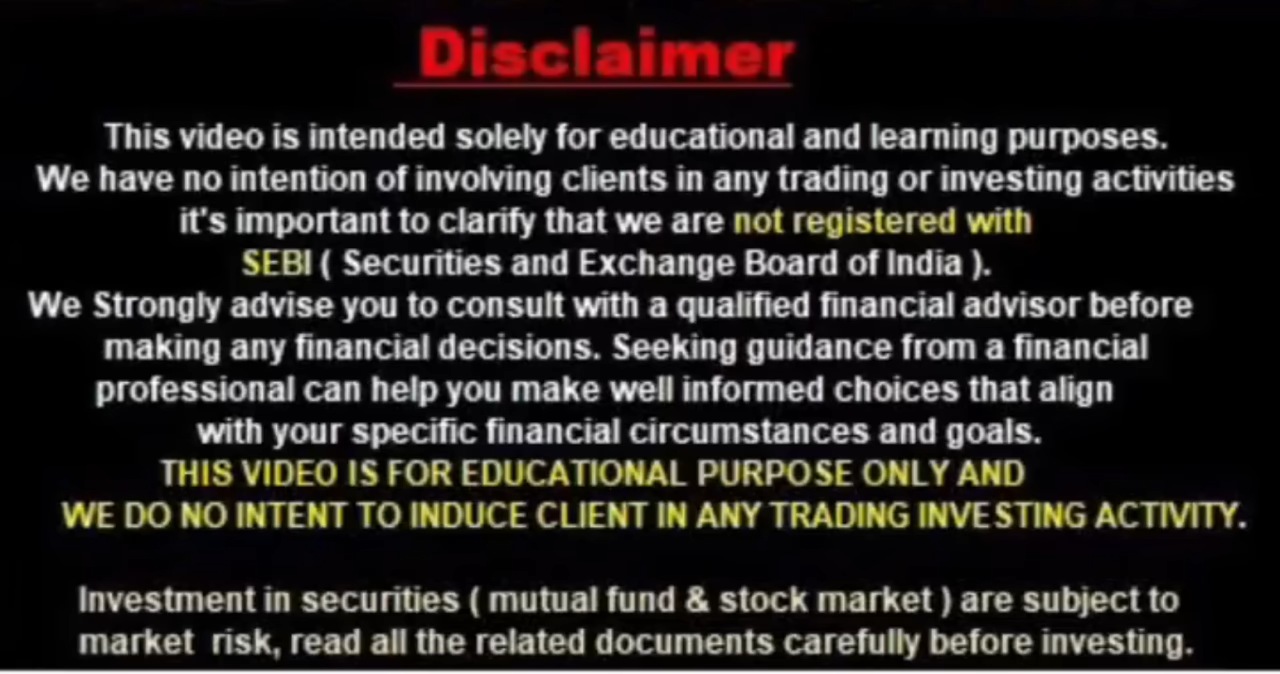 Disclaimer
This video is intended solely for educational and learning purposes.
We have no intention of involving clients in any trading or investing activities
it's important to clarify that we are not registered with
SEBI ( Securities and Exchange Board of India ).
We Strongly advise you to consult with a qualified financial advisor before
making any financial decisions. Seeking guidance from a financial
professional can help you make well informed choices that align
with your specific financial circumstances and goals.
THIS VIDEO IS FOR EDUCATIONAL PURPOSE ONLY AND
WE DO NO INTENT TO INDUCE CLIENT IN ANY TRADING INVESTING ACTIVITY.
Investment in securities ( mutual fund & stock market ) are subject to
market risk, read all the related documents carefully before investing.